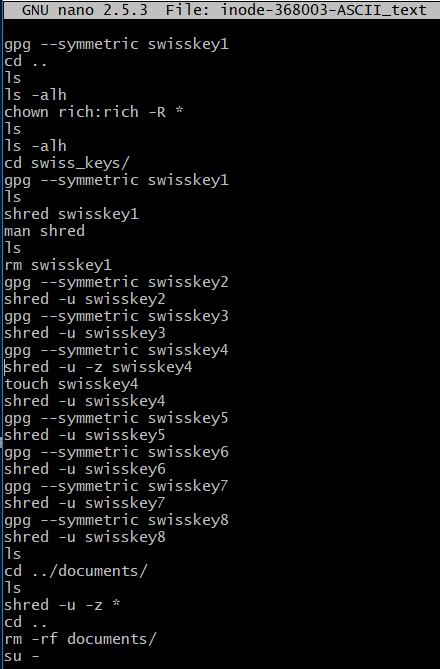 GNU nano 2.5.3 File: inode-368003-ASCII_text
gpg --symmetric swisskey1
cd ..
ls
ls -alh
chown rich:rich -R *
ls
ls -alh
cd swiss_keys/
gpg --symmetric swisskey1
ls
shred swisskey1
man shred
ls
rm swisskey1
gpg --symmetric swisskey2
shred -u swisskey2
gpg --symmetric swisskey3
shred -u swisskey3
gpg --symmetric swisskey4
shred -u -z swisskey4
touch swisskey4
shred -u swisskey4
gpg --symmetric swisskey5
shred -u swisskey5
gpg --symmetric swisskey6
shred -u swisskey6
gpg --symmetric swisskey7
shred -u swisskey7
gpg --symmetric swisskey8
shred -u swisskey8
ls
cd ../documents/
ls
shred -u -z *
cd ..
rm -rf documents/
su -